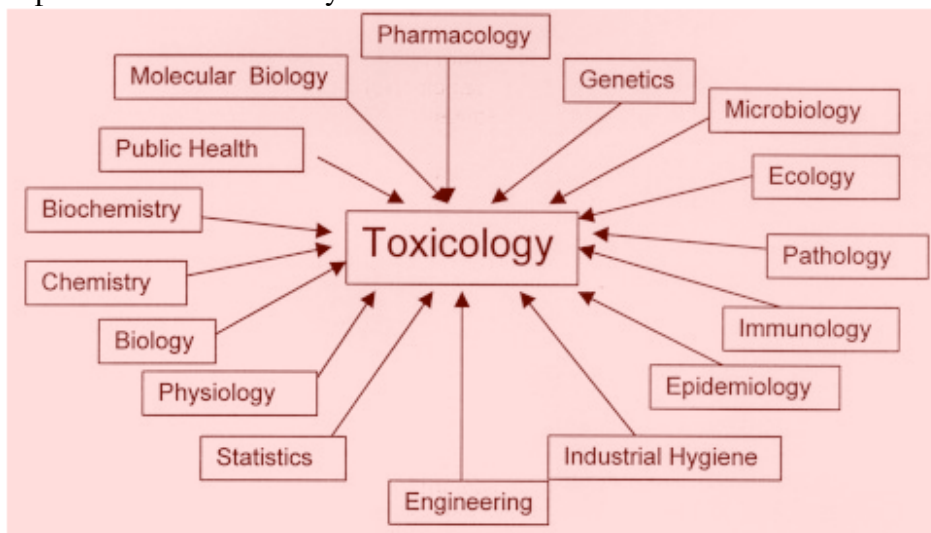 Pharmacology
Molecular Biology
Genetics
Microbiology
Public Health
Ecology
Biochemistry
Toxicology
Pathology
Chemistry
Immunology
Biology
Physiology
Epidemiology
Statistics
Industrial Hygiene
Engineering